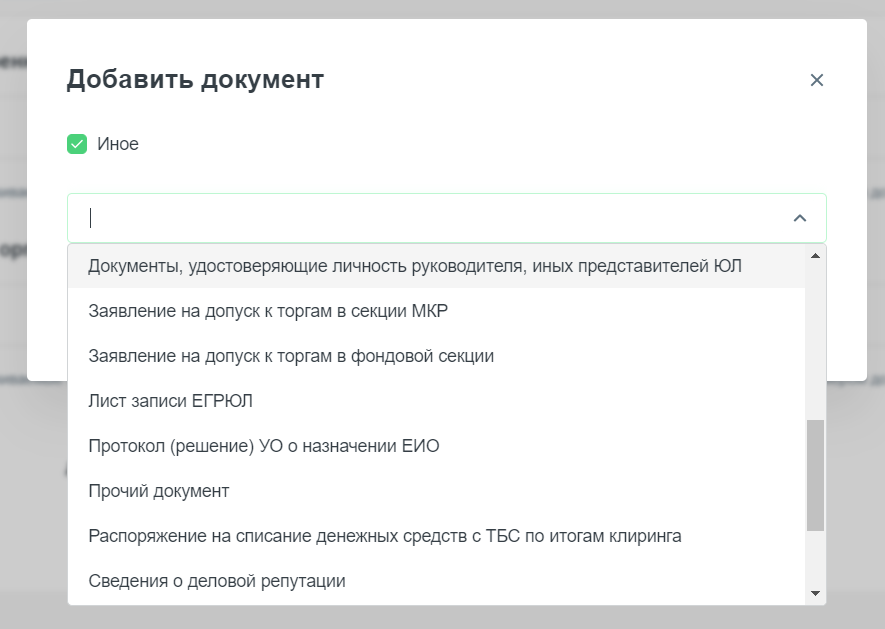 Добавить документ
Иное
Документы, удостоверяющие личность руководителя, иных представителей ЮЛ
Заявление на допуск к торгам в секции МКР
Заявление на допуск к торгам в фондовой секции
Лист записи ЕГРЮЛ
Протокол (решение) УО о назначении ЕИО
Прочий документ
Распоряжение на списание денежных средств с ТБС по итогам клиринга
Сведения о деловой репутации